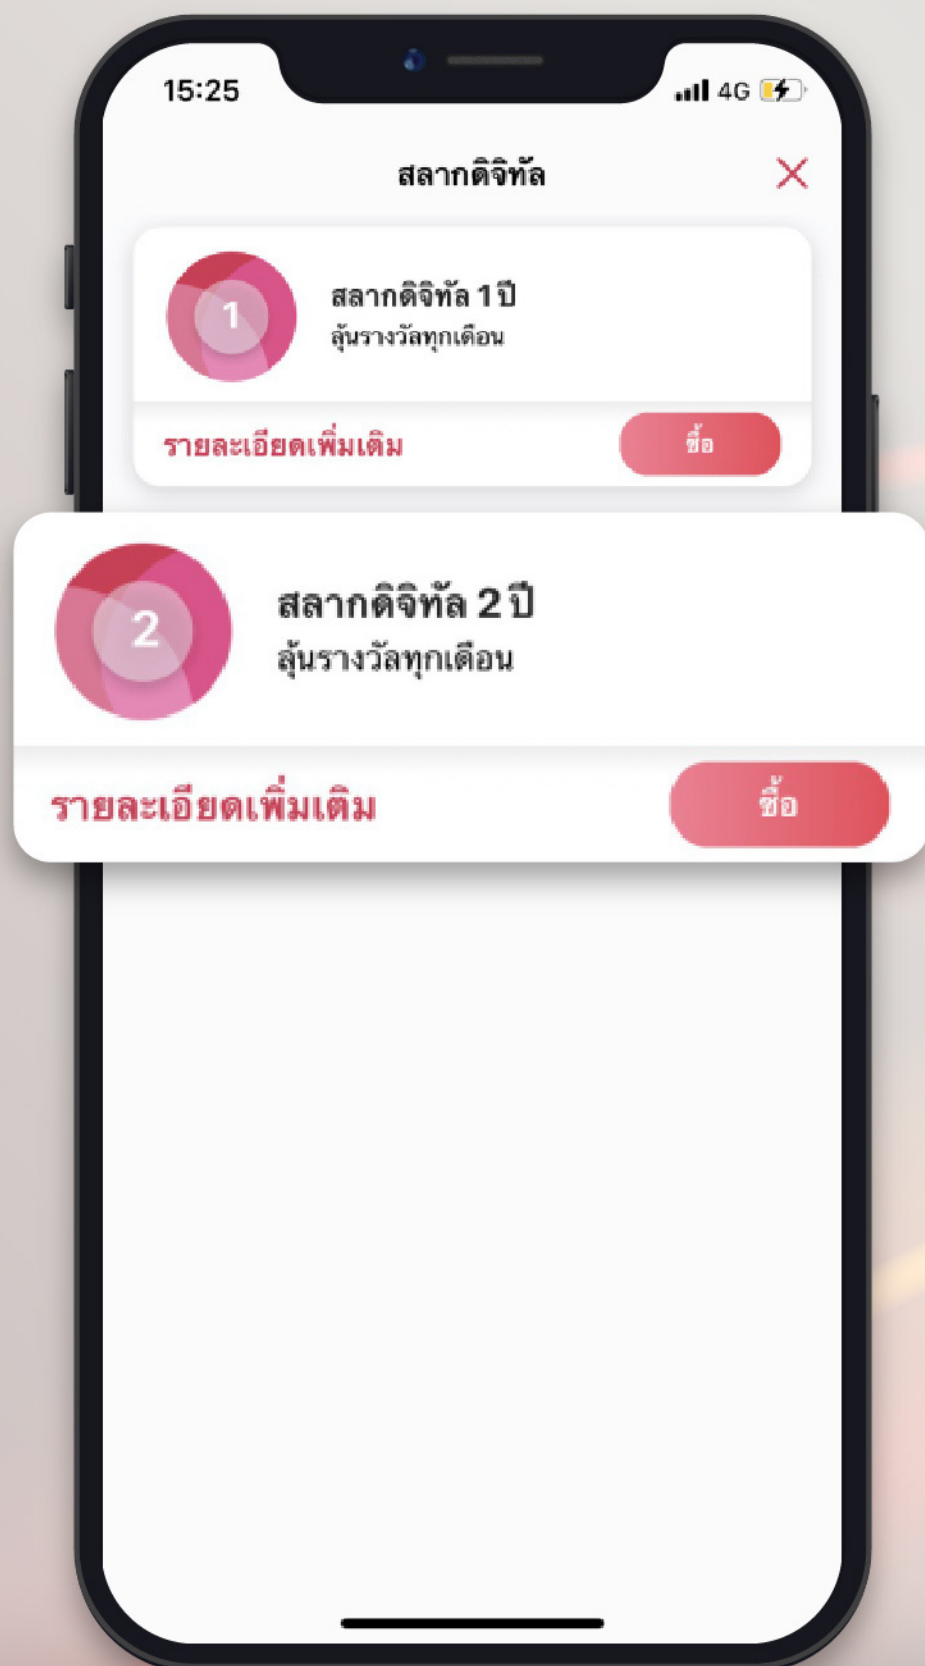 15:25
4G
สลากดิจิทัล
1
สลากดิจิทัล 1 ปี
ลุ้นรางวัลทุกเดือน
รายละเอียดเพิ่มเติม
ซื้อ
2
สลากดิจิทัล 2 ปี
ลุ้นรางวัลทุกเดือน
รายละเอียดเพิ่มเติม
ซื้อ